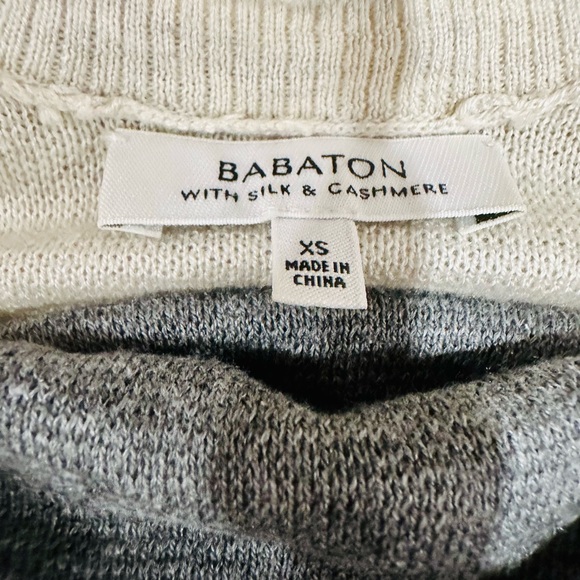 BABATON
WITH SILK & CASHMERE
XS
MADE IN
CHINA